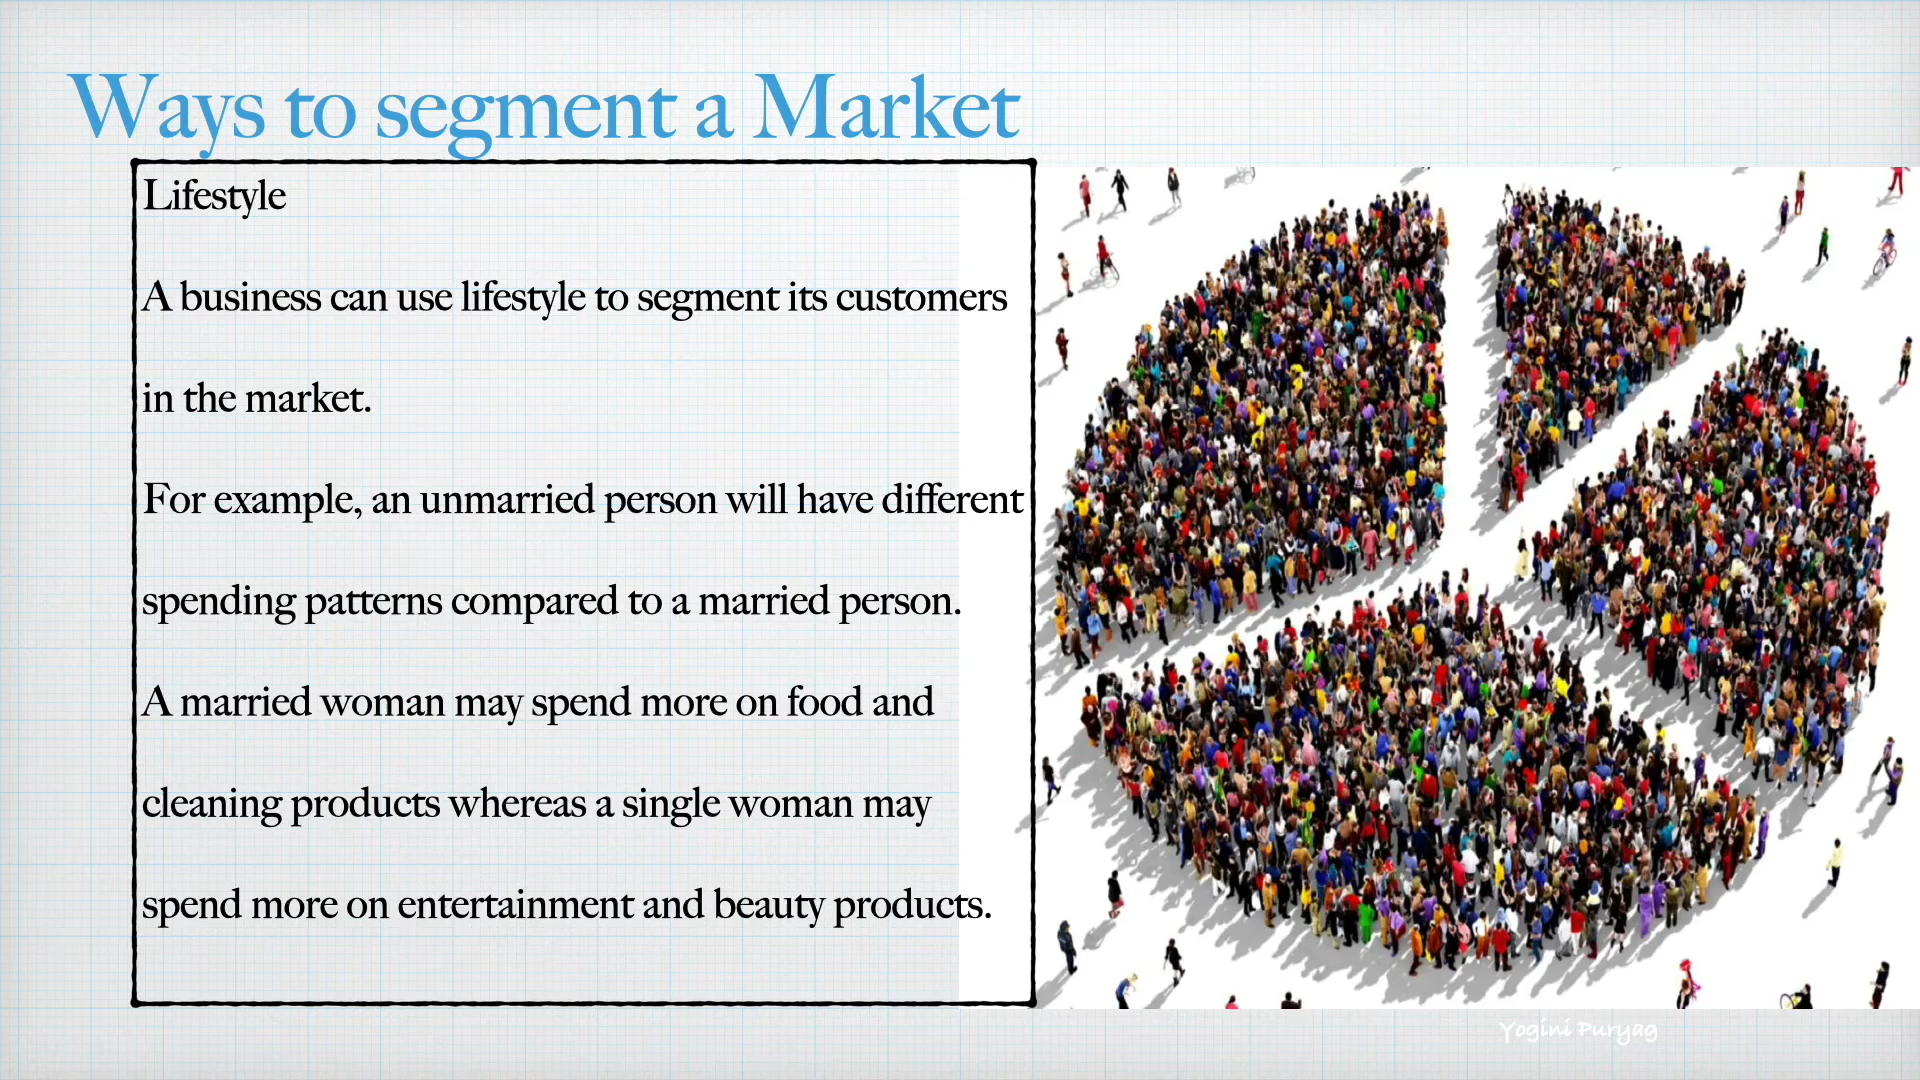 Ways to segment a Market
Lifestyle
A business can use lifestyle to segment its customers
in the market.
For example, an unmarried person will have different
spending patterns compared to a married person.
A married woman may spend more on food and
cleaning products whereas a single woman may
spend more on entertainment and beauty products.
Yogini Puryag